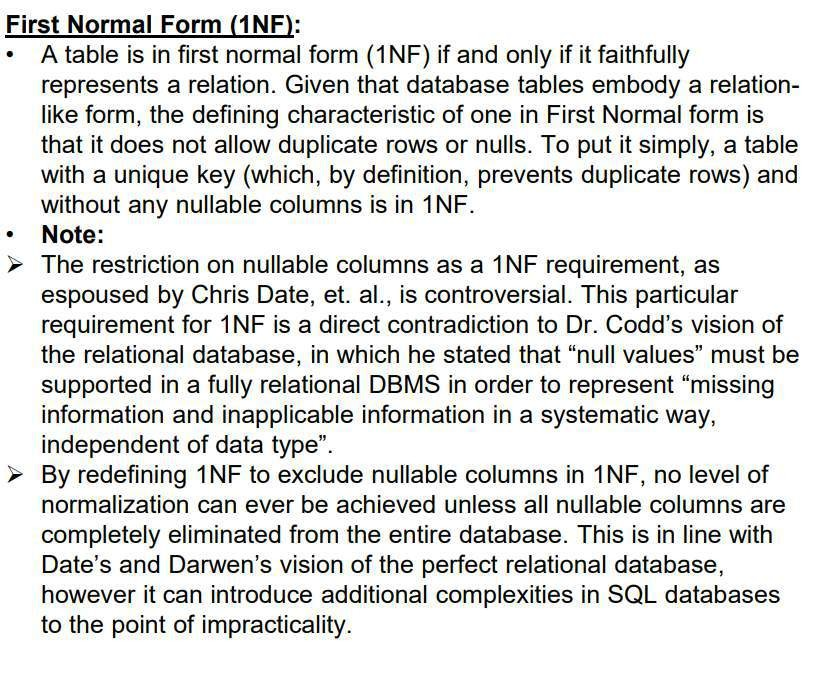 First Normal Form (1NF):
• A table is in first normal form (1NF) if and only if it faithfully
represents a relation. Given that database tables embody a relation-
like form, the defining characteristic of one in First Normal form is
that it does not allow duplicate rows or nulls. To put it simply, a table
with a unique key (which, by definition, prevents duplicate rows) and
without any nullable columns is in 1NF.
• Note:
➢ The restriction on nullable columns as a 1NF requirement, as
espoused by Chris Date, et. al., is controversial. This particular
requirement for 1NF is a direct contradiction to Dr. Codd’s vision of
the relational database, in which he stated that “null values” must be
supported in a fully relational DBMS in order to represent “missing
information and inapplicable information in a systematic way,
independent of data type”.
➢ By redefining 1NF to exclude nullable columns in 1NF, no level of
normalization can ever be achieved unless all nullable columns are
completely eliminated from the entire database. This is in line with
Date’s and Darwen’s vision of the perfect relational database,
however it can introduce additional complexities in SQL databases
to the point of impracticality.